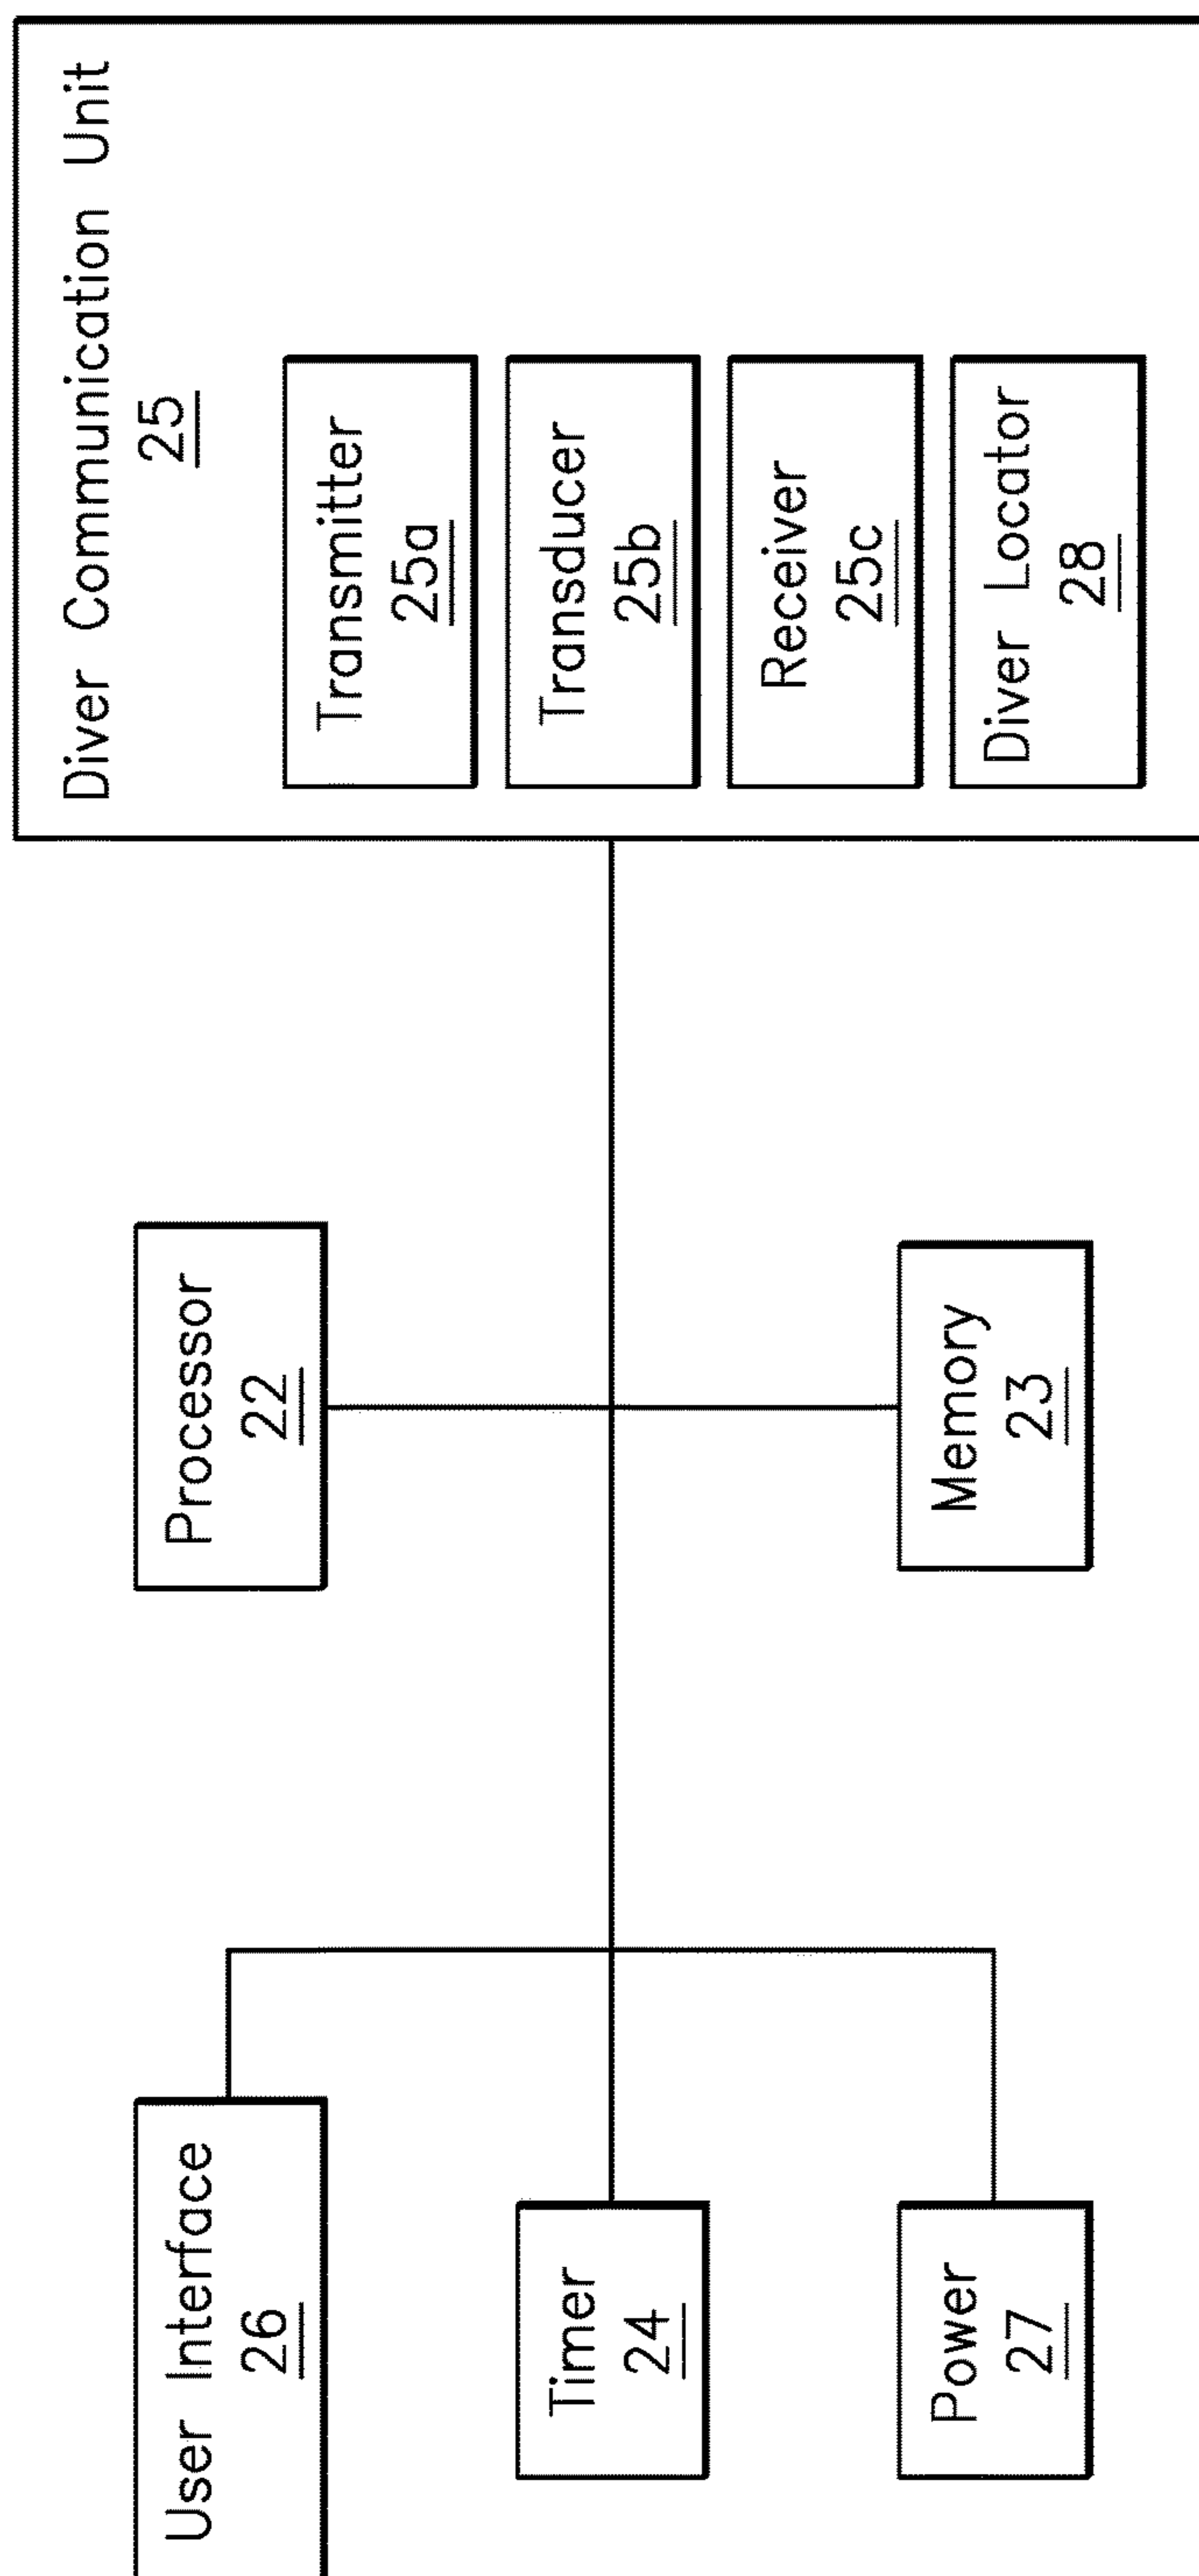 User Interface
26
Timer
24
Power
27
Processor
22
Memory
23
Diver Communication Unit
25
Transmitter
25a
Transducer
25b
Receiver
25c
Diver Locator
28